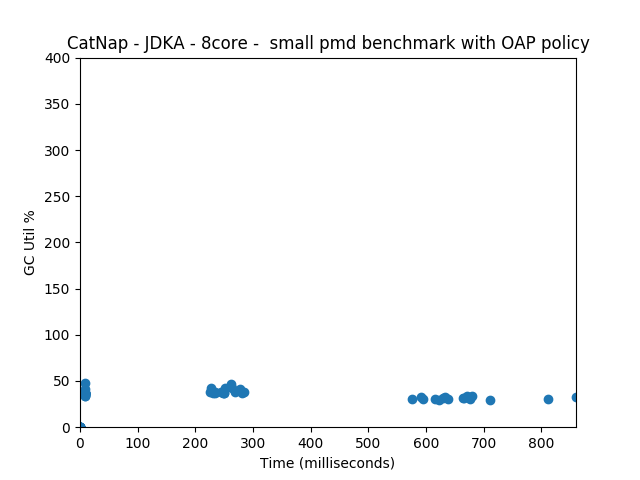 CatNap - JDKA - 8core -  small pmd benchmark with OAP policy
400
350
300
250
200
150
100
50
0
GC Util %
0 100 200 300 400 500 600 700 800
Time (milliseconds)